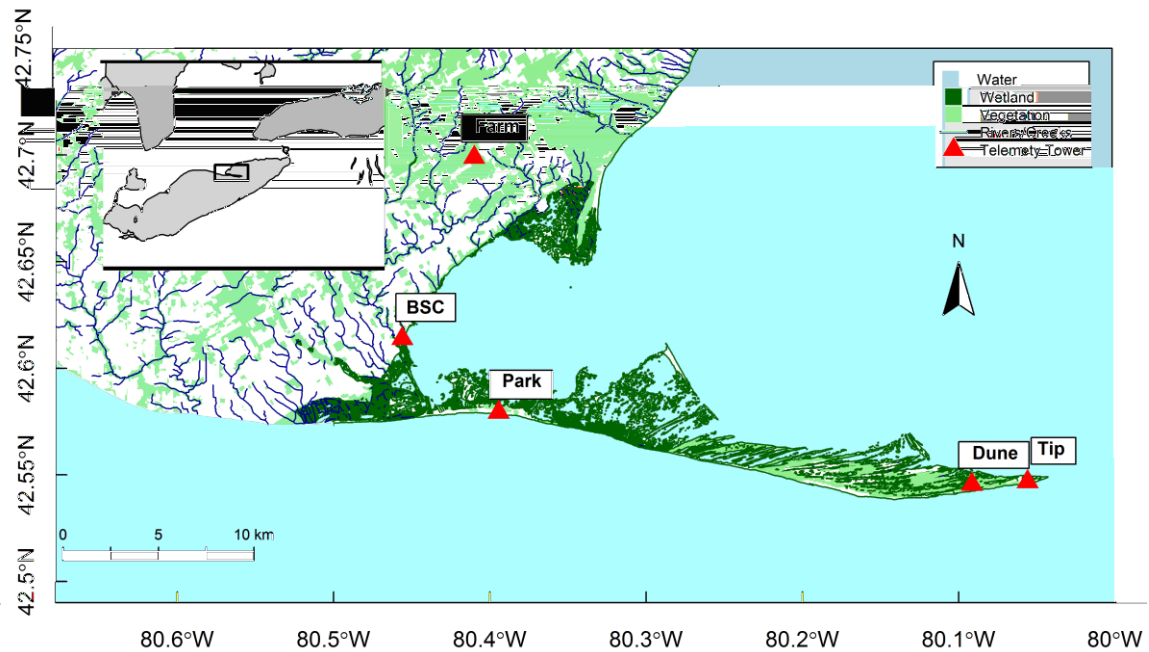 42.75°N
42.7°N
42.65°N
42.6°N
42.55°N
42.5°N
Water
Wetland
Vegetation
Rivers/Creeks
Telemety Tower
Farm
N
BSC
Park
Dune
Tip
0 5 10 km
80.6°W 80.5°W 80.4°W 80.3°W 80.2°W 80.1°W 80°W